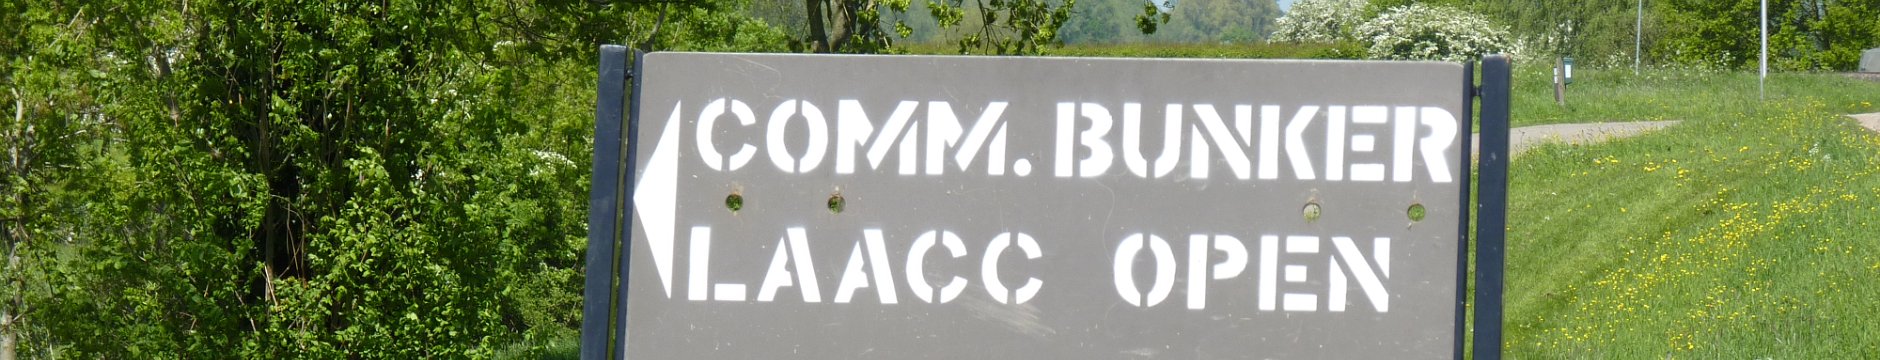 COMM. BUNKER
LAACC OPEN